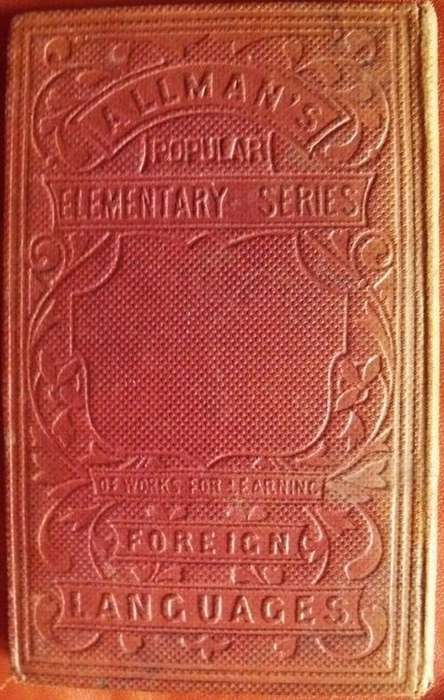 ALLMAN'S
POPULAR
ELEMENTARY SERIES
OF WORKS FOR LEARNING
FOREIGN
LANGUAGES